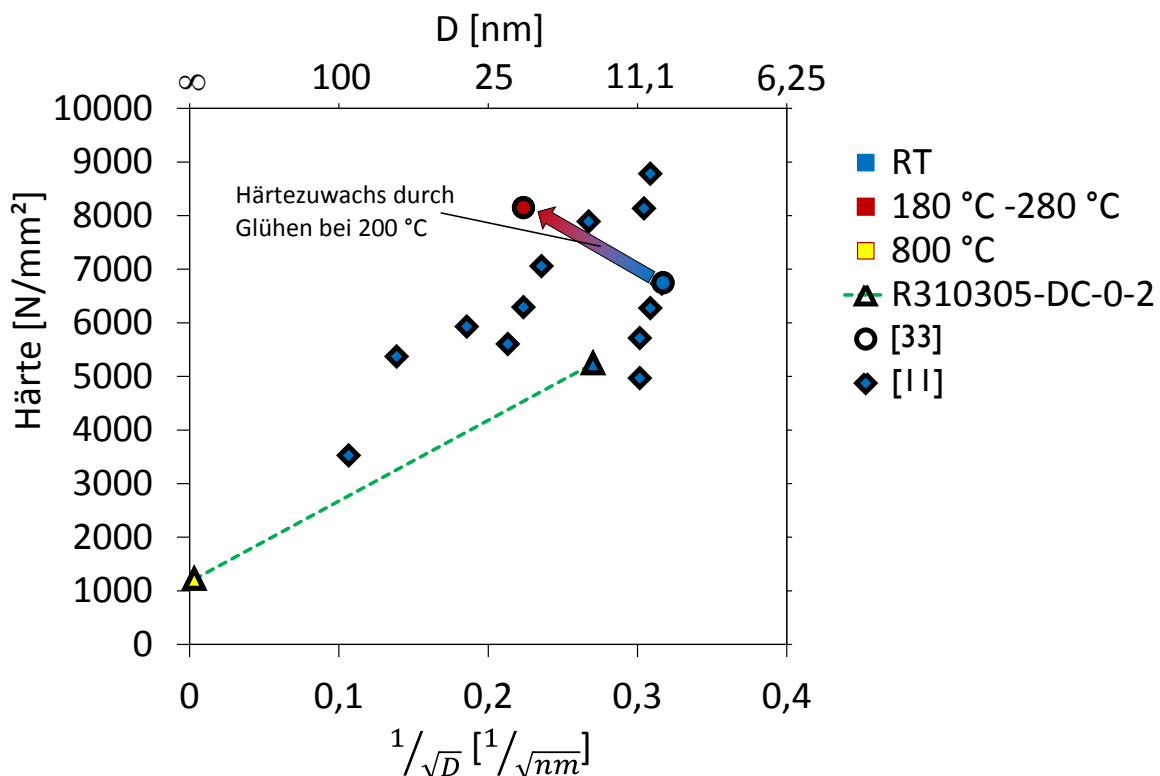 D [nm]
∞ 100 25 11,1 6,25
10000
9000
8000
7000
6000
5000
4000
3000
2000
1000
0
Härte [N/mm²]
Härtezuwachs durch
Glühen bei 200 °C
0 0,1 0,2 0,3 0,4
1/√D [1/√nm]
RT
180 °C -280 °C
800 °C
R310305-DC-0-2
[33]
[11]